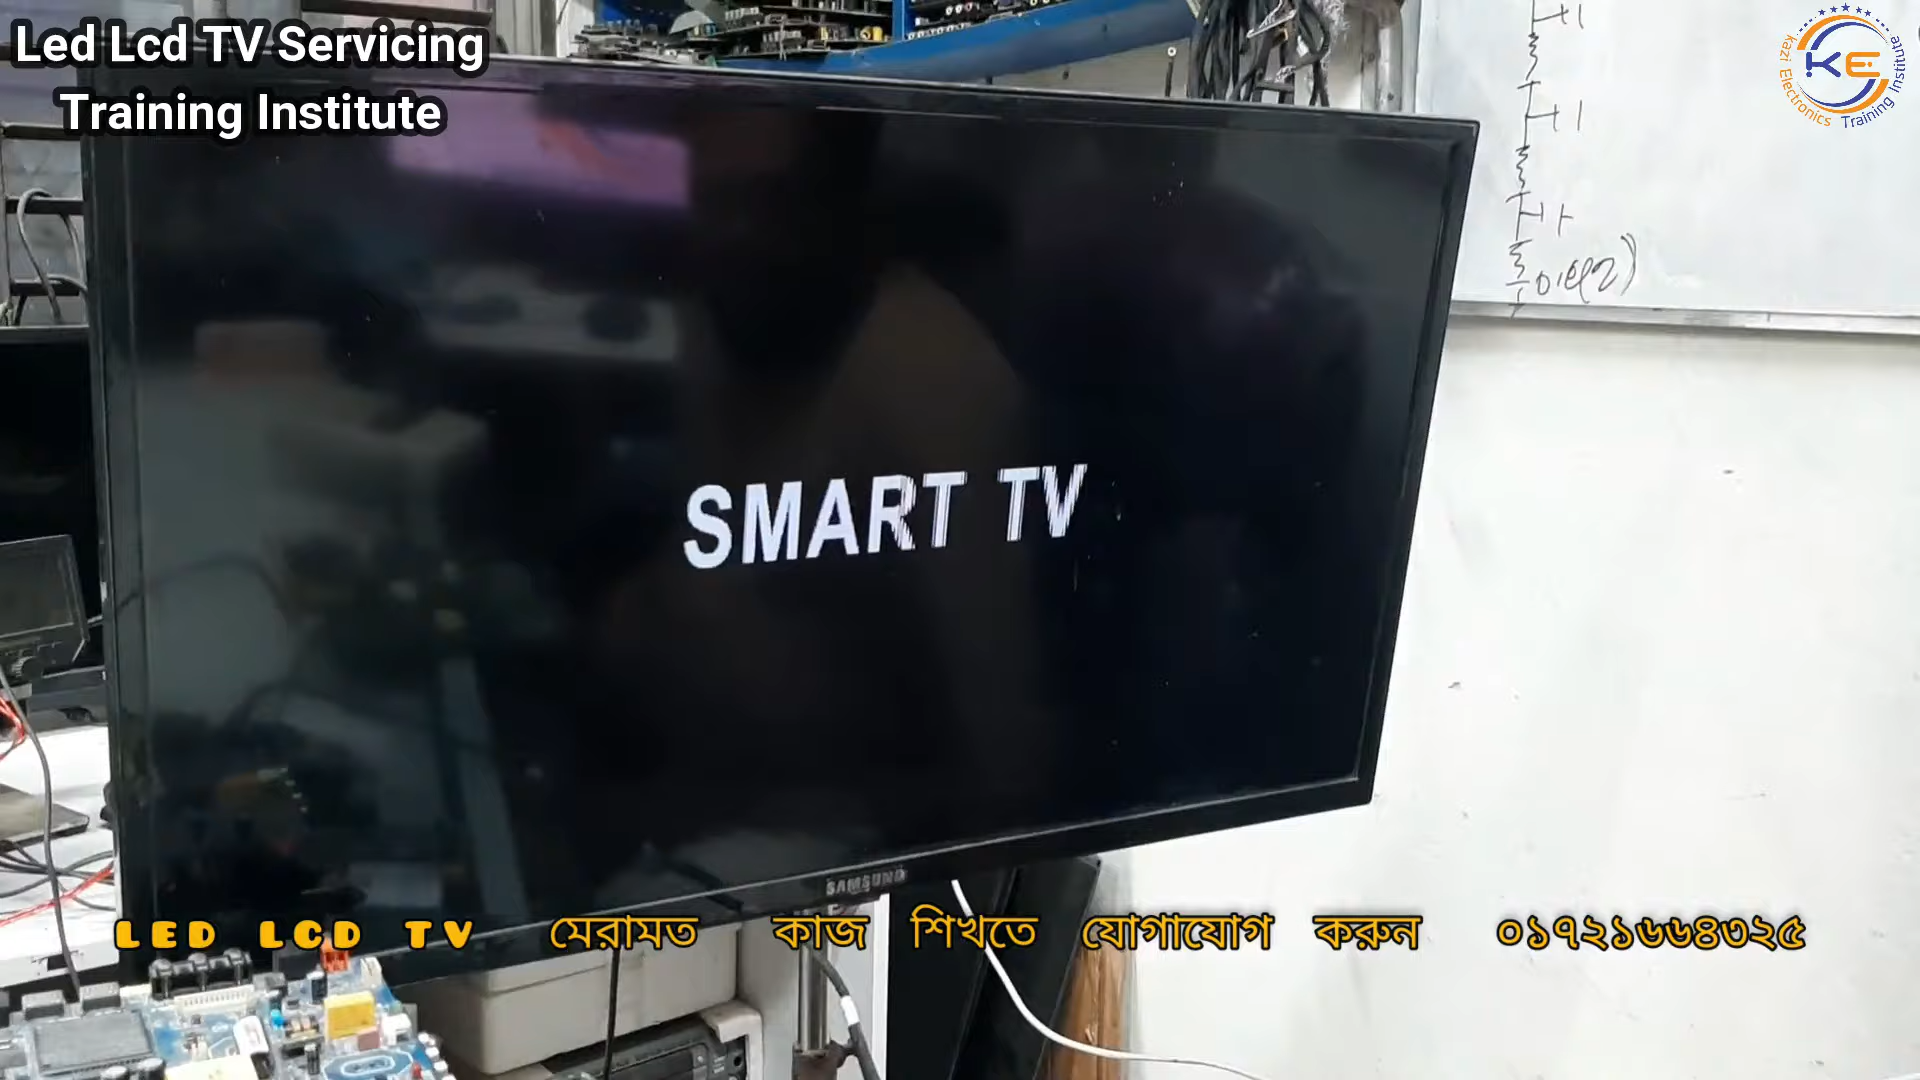 Led Lcd TV Servicing
Training Institute
KE
Kazi Electronics Training Institute
SMART TV
SAMSUNG
LED LCD TV মেরামত কাজ শিখতে যোগাযোগ করুন ০১৭২১৬৬৪৩২৫